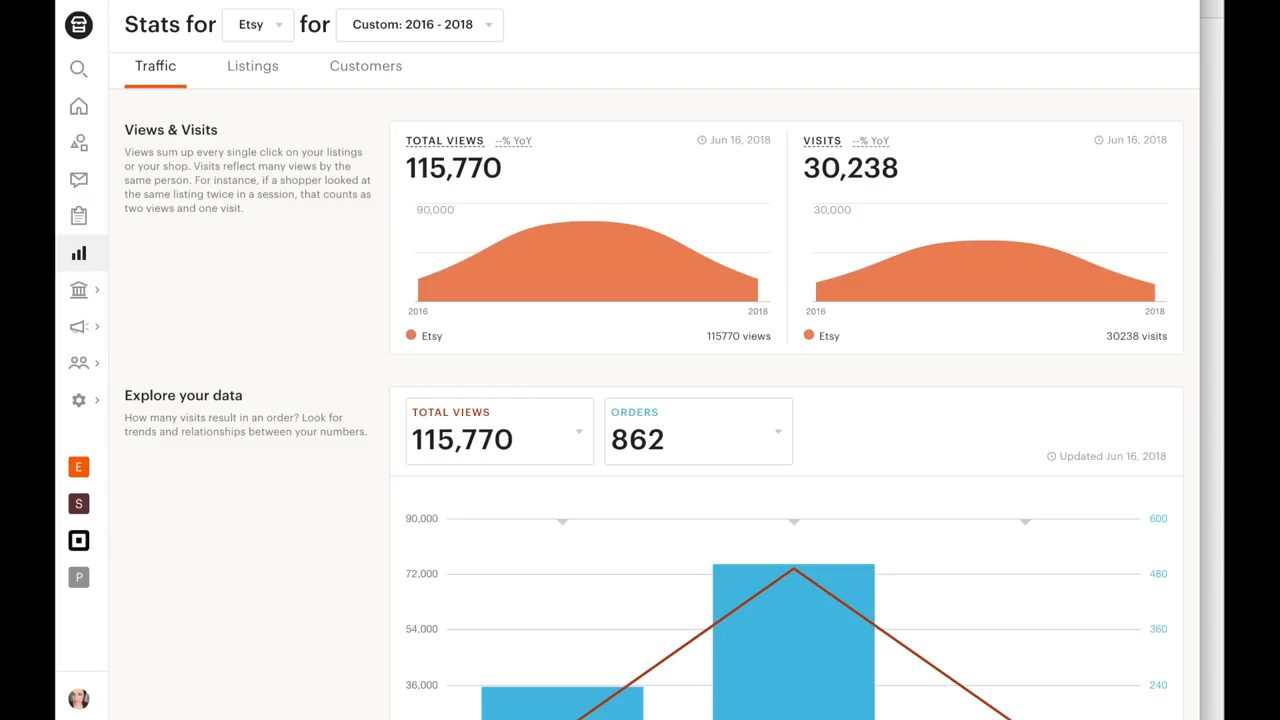 Stats for Etsy for Custom: 2016 - 2018
Traffic Listings Customers
Views & Visits
Views sum up every single click on your listings
or your shop. Visits reflect many views by the
same person. For instance, if a shopper looked at
the same listing twice in a session, that counts as
two views and one visit.
TOTAL VIEWS --% YoY Jun 16, 2018
115,770
90,000
2016 2018
Etsy 115770 views
VISITS --% YoY Jun 16, 2018
30,238
30,000
2016 2018
Etsy 30238 visits
Explore your data
How many visits result in an order? Look for
trends and relationships between your numbers.
TOTAL VIEWS
115,770
ORDERS
862
Updated Jun 16, 2018
90,000 600
72,000 480
54,000 360
36,000 240
E
S
P